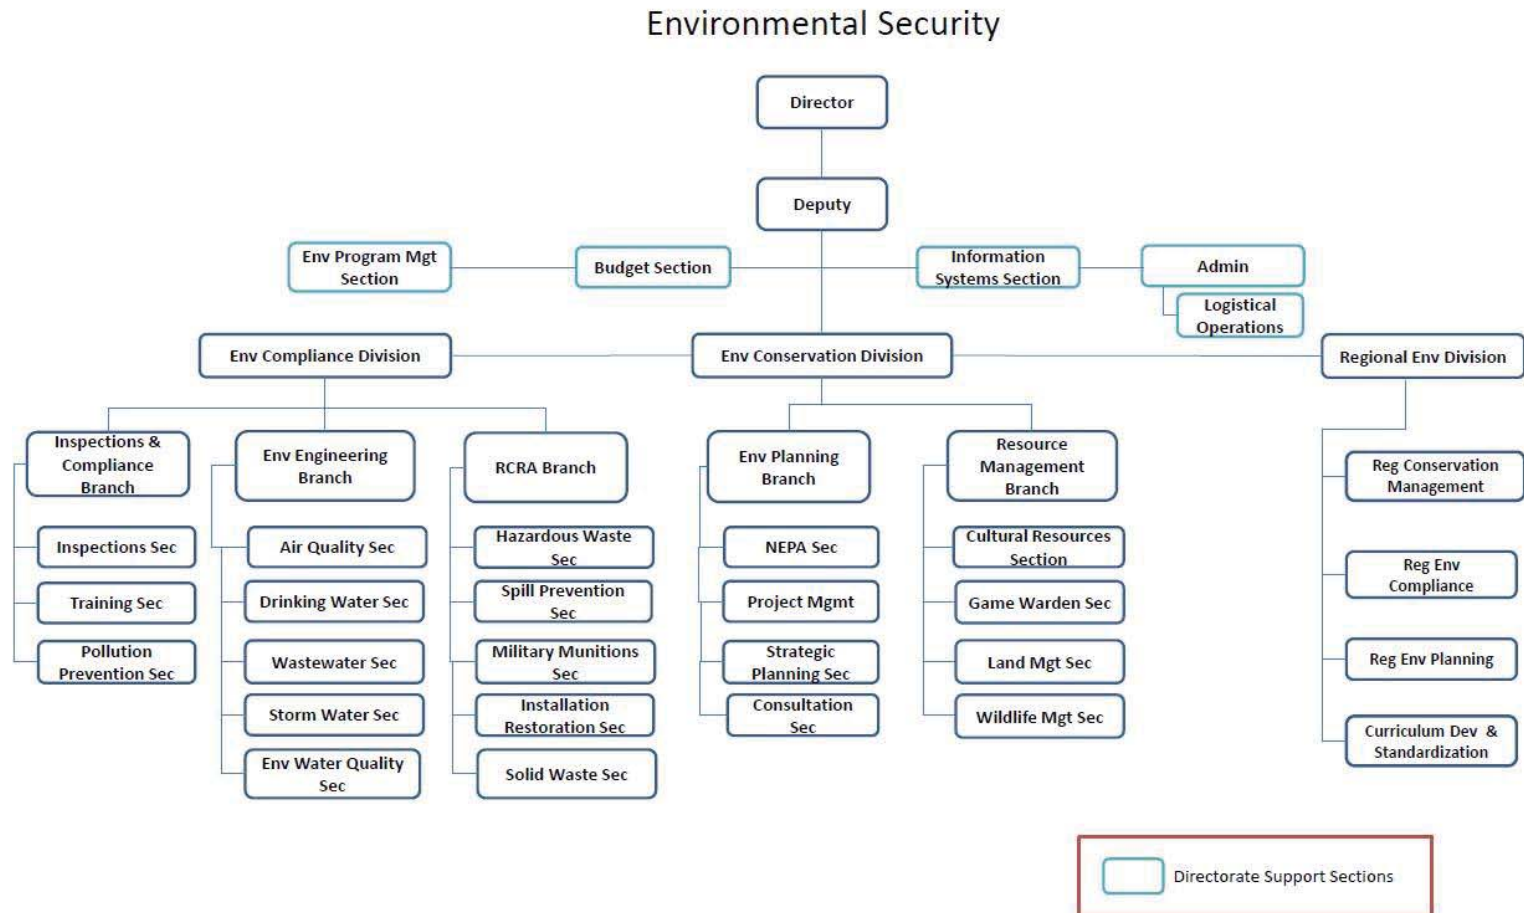 Environmental Security
Director
Deputy
Env Program Mgt
Section
Budget Section
Information
Systems Section
Admin
Logistical
Operations
Env Compliance Division
Env Conservation Division
Regional Env Division
Inspections &
Compliance
Branch
Inspections Sec
Training Sec
Pollution
Prevention Sec
Env Engineering
Branch
Air Quality Sec
Drinking Water Sec
Wastewater Sec
Storm Water Sec
Env Water Quality
Sec
RCRA Branch
Hazardous Waste
Sec
Spill Prevention
Sec
Military Munitions
Sec
Installation
Restoration Sec
Solid Waste Sec
Env Planning
Branch
NEPA Sec
Project Mgmt
Strategic
Planning Sec
Consultation
Sec
Resource
Management
Branch
Cultural Resources
Section
Game Warden Sec
Land Mgt Sec
Wildlife Mgt Sec
Reg Conservation
Management
Reg Env
Compliance
Reg Env Planning
Curriculum Dev &
Standardization
Directorate Support Sections